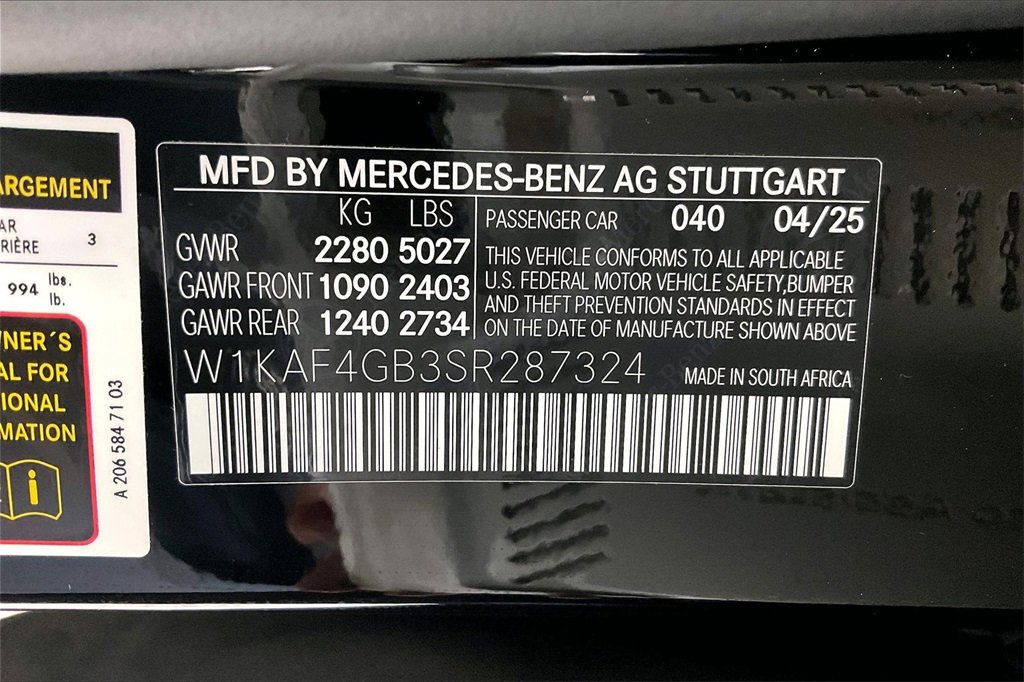 ARGEMENT
AR
RIÈRE 3
994 lbs.
lb.
WNER´S
AL FOR
IONAL
MATION
i
A 206 584 71 03
MFD BY MERCEDES-BENZ AG STUTTGART
KG LBS
GVWR 2280 5027
GAWR FRONT 1090 2403
GAWR REAR 1240 2734
PASSENGER CAR 040 04/25
THIS VEHICLE CONFORMS TO ALL APPLICABLE
U.S. FEDERAL MOTOR VEHICLE SAFETY,BUMPER
AND THEFT PREVENTION STANDARDS IN EFFECT
ON THE DATE OF MANUFACTURE SHOWN ABOVE
W1KAF4GB3SR287324 MADE IN SOUTH AFRICA